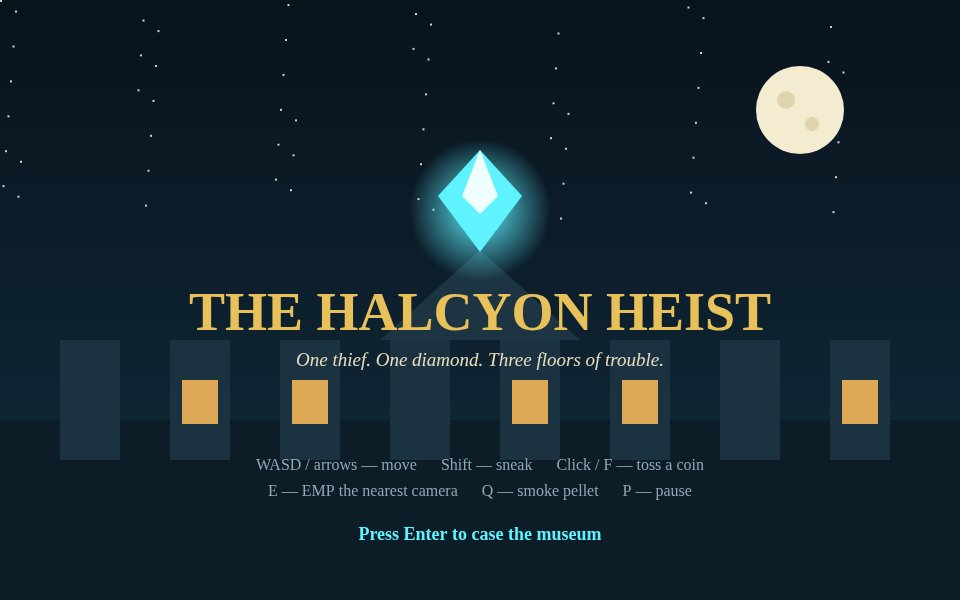 THE HALCYON HEIST
One thief. One diamond. Three floors of trouble.
WASD / arrows — move Shift — sneak Click / F — toss a coin
E — EMP the nearest camera Q — smoke pellet P — pause
Press Enter to case the museum